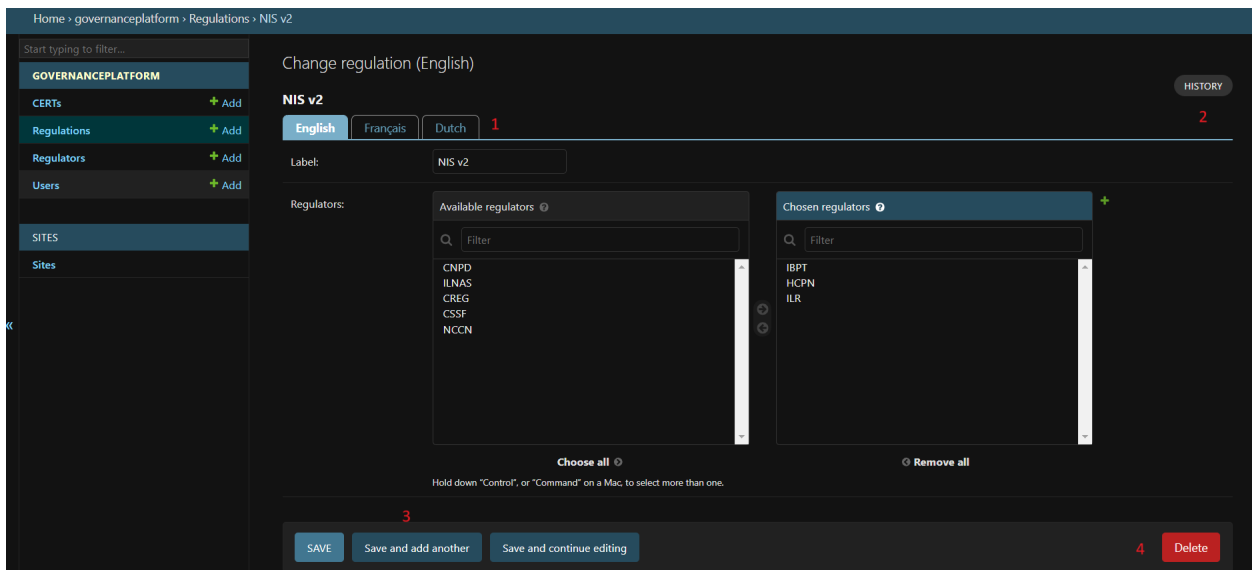 Home › governanceplatform › Regulations › NIS v2
Start typing to filter...
GOVERNANCEPLATFORM
CERTs + Add
Regulations + Add
Regulators + Add
Users + Add
SITES
Sites
«
Change regulation (English)
HISTORY
2
NIS v2
English Français Dutch 1
Label: NIS v2
Regulators:
Available regulators ?
Filter
CNPD
ILNAS
CREG
CSSF
NCCN
Choose all
Hold down "Control", or "Command" on a Mac, to select more than one.
Chosen regulators ?
+
Filter
IBPT
HCPN
ILR
Remove all
3
SAVE Save and add another Save and continue editing 4 Delete